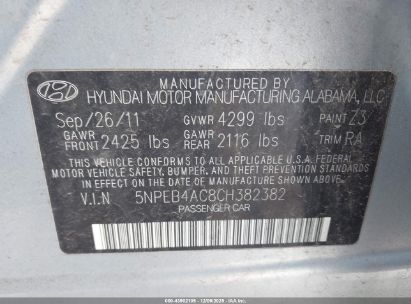 MANUFACTURED BY
HYUNDAI MOTOR MANUFACTURING ALABAMA, LLC
Sep/26/11 GVWR 4299 lbs PAINT Z3
GAWR FRONT 2425 lbs GAWR REAR 2116 lbs TRIM RA
THIS VEHICLE CONFORMS TO ALL APPLICABLE U.S.A FEDERAL
MOTOR VEHICLE SAFETY, BUMPER, AND THEFT PREVENTION
STANDARDS IN EFFECT ON THE DATE OF MANUFACTURE SHOWN ABOVE.
V.I.N 5NPEB4AC8CH382382
PASSENGER CAR